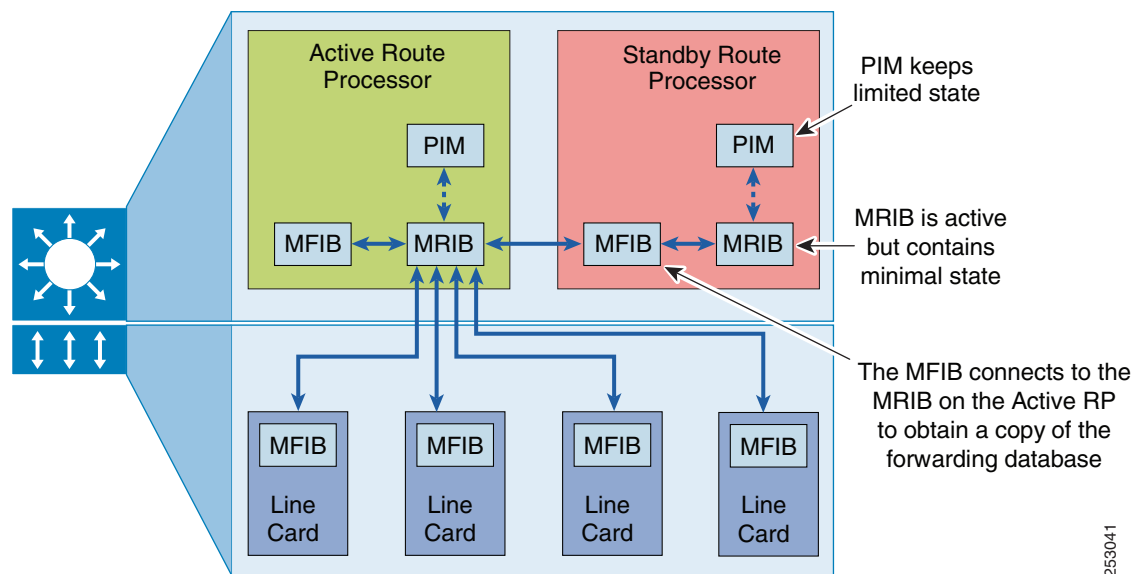 Active Route
Processor
Standby Route
Processor
PIM keeps
limited state
PIM
PIM
MFIB
MRIB
MFIB
MRIB
MRIB is active
but contains
minimal state
The MFIB connects to the
MRIB on the Active RP
to obtain a copy of the
forwarding database
MFIB
MFIB
MFIB
MFIB
Line
Card
Line
Card
Line
Card
Line
Card
253041